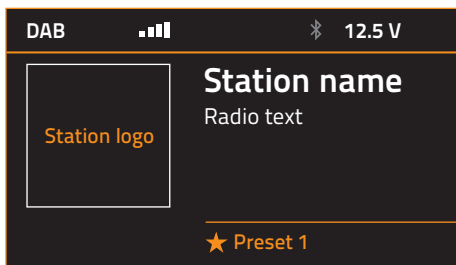 DAB 12.5 V
Station name
Radio text
Station logo
Preset 1